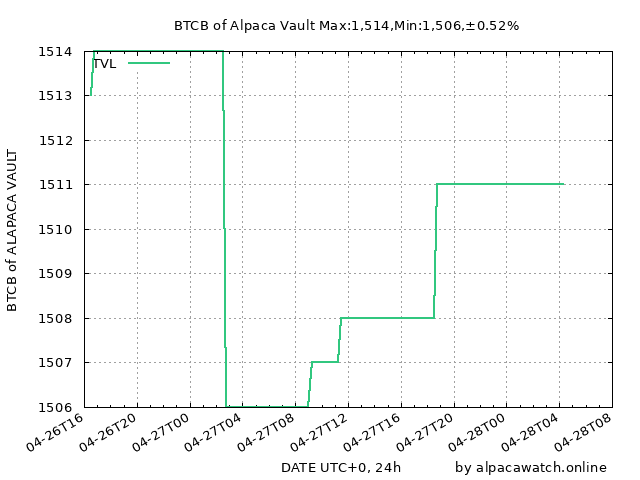 BTCB of Alpaca Vault Max:1,514,Min:1,506,±0.52%
1514
TVL
1513
1512
1511
1510
1509
1508
1507
1506
BTCB of ALAPACA VAULT
04-26T16
04-26T20
04-27T00
04-27T04
04-27T08
04-27T12
04-27T16
04-27T20
04-28T00
04-28T04
04-28T08
DATE UTC+0, 24h
by alpacawatch.online